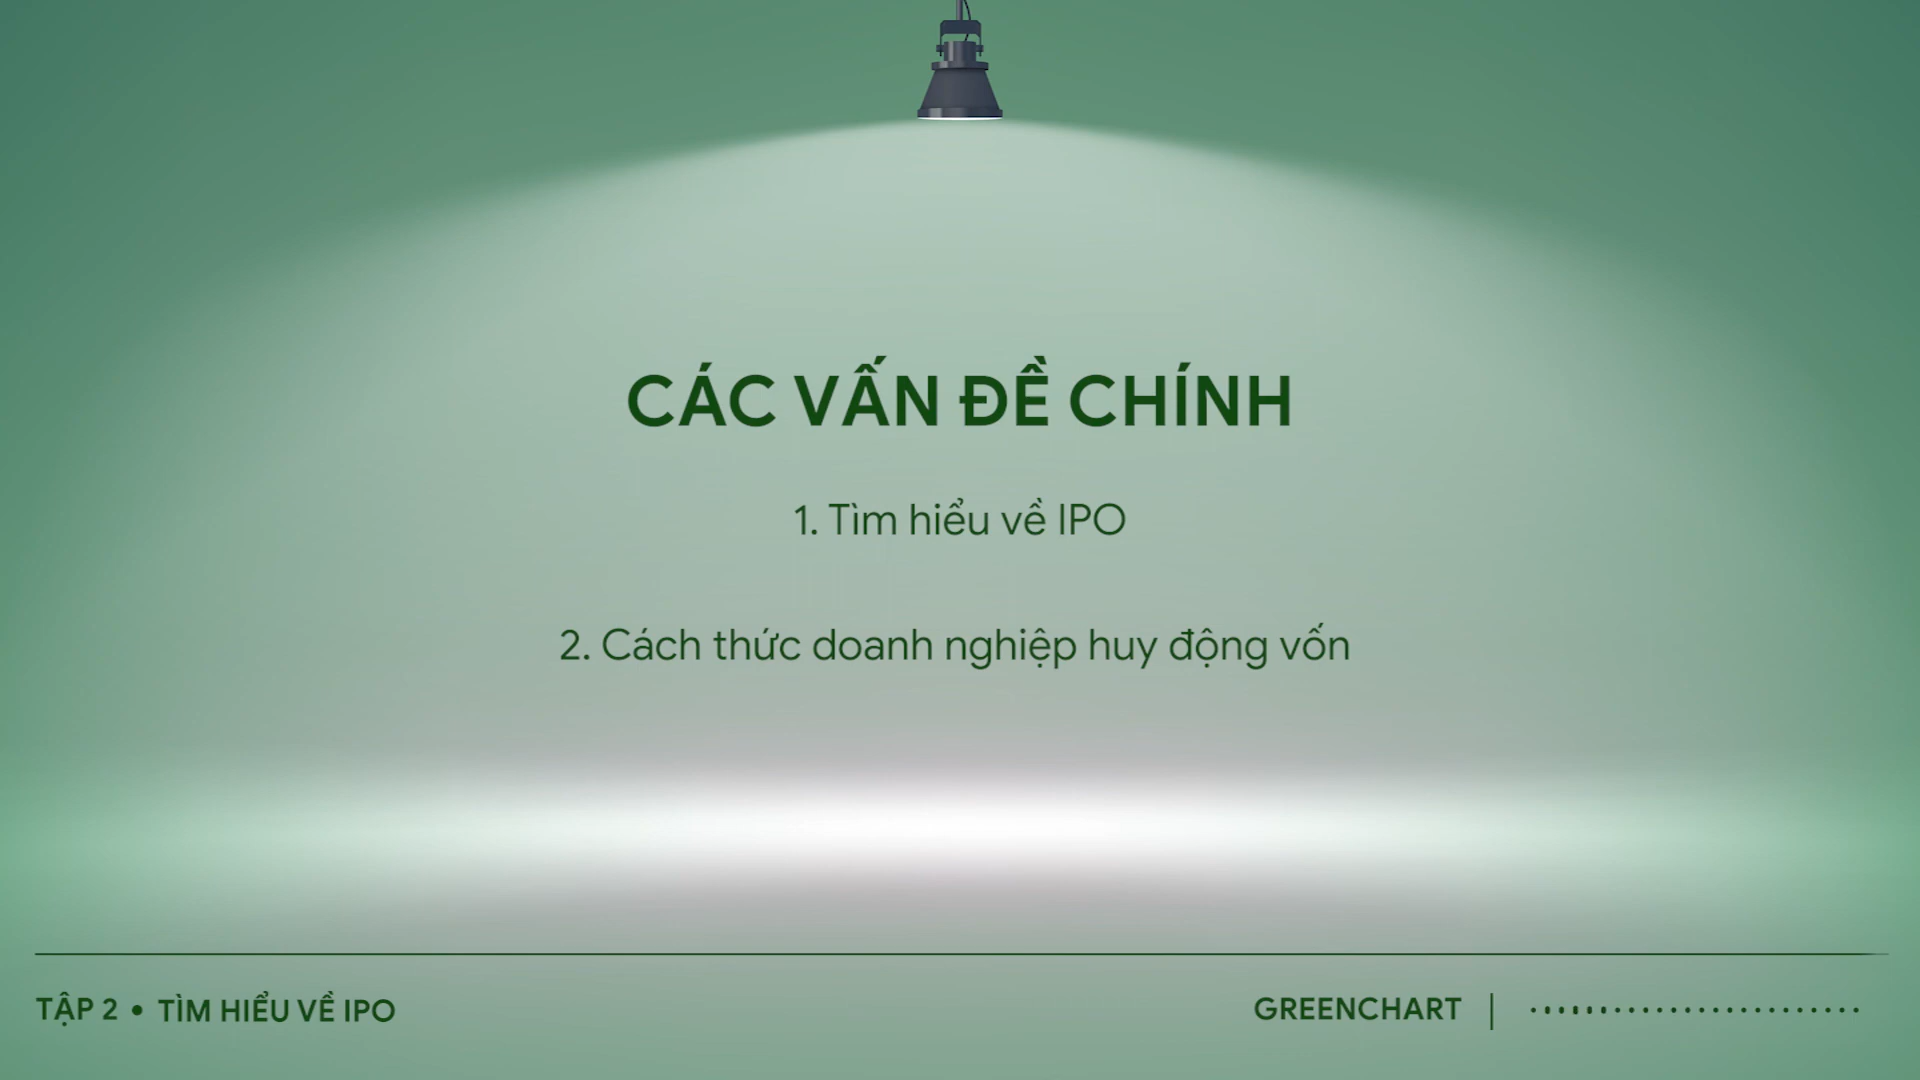 CÁC VẤN ĐỀ CHÍNH
1. Tìm hiểu về IPO
2. Cách thức doanh nghiệp huy động vốn
TẬP 2 • TÌM HIỂU VỀ IPO
GREENCHART |